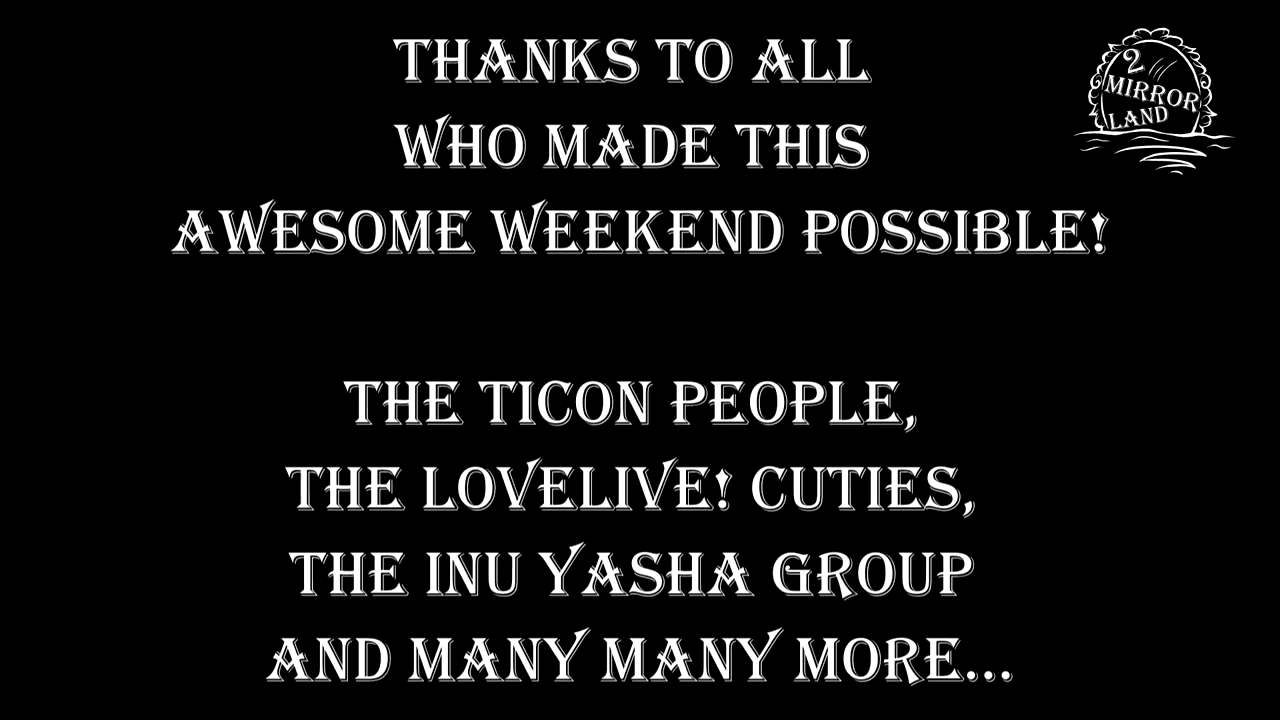 THANKS TO ALL
WHO MADE THIS
AWESOME WEEKEND POSSIBLE!
THE TICON PEOPLE,
THE LOVELIVE! CUTIES,
THE INU YASHA GROUP
AND MANY MANY MORE...
2
MIRROR
LAND